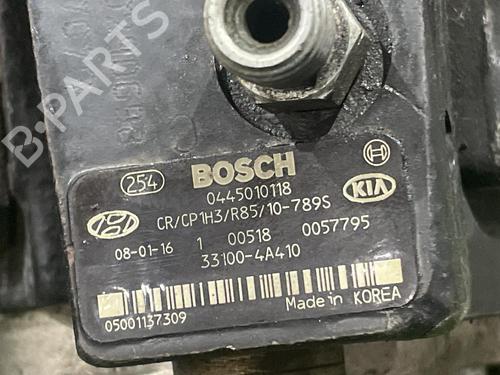 B-PARTS
254 BOSCH
0445010118
CR/CP1H3/R85/10-789S KIA
08-01-16 1 00518 0057795
33100-4A410
05001137309 Made in KOREA